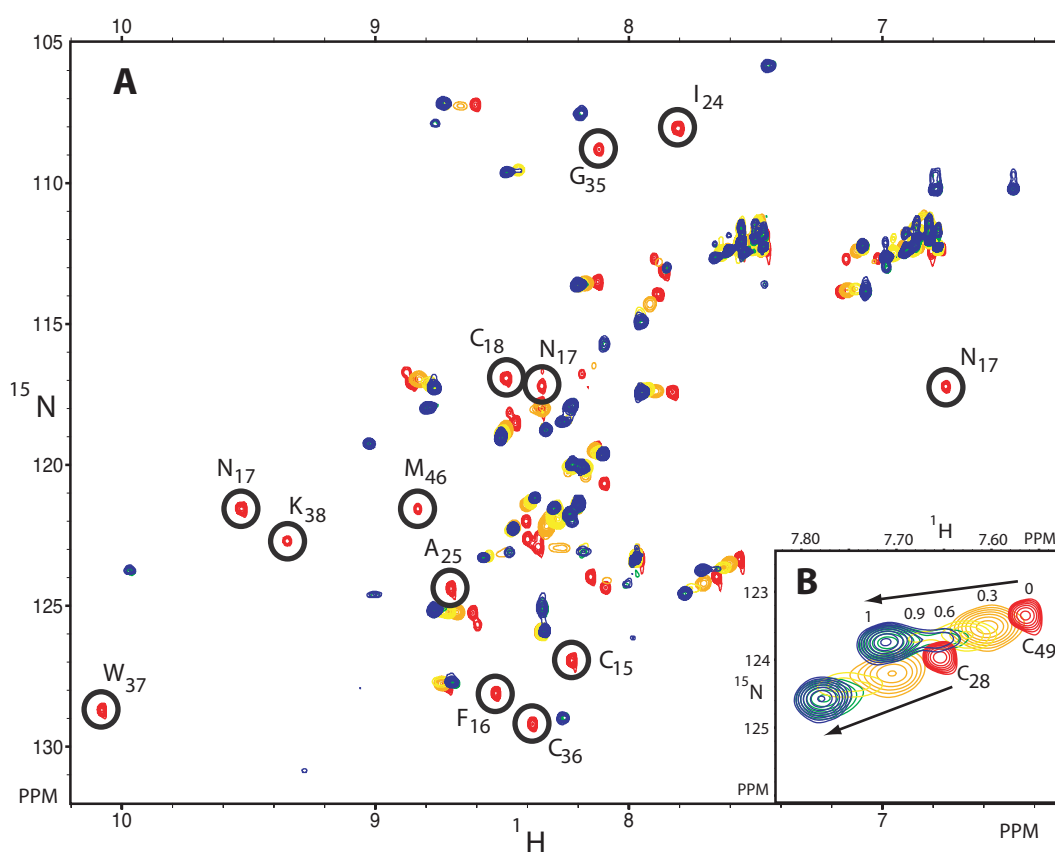 10 9 8 7
105
A
I24
G35
110
115
C18 N17
15N
N17
120
N17
M46
K38
A25
1H
PPM
7.80 7.70 7.60
B
123
0
0.3
0.6
0.9
1
C49
124
C28
15N
125
PPM
125
C15
W37
F16
C36
130
PPM
10 9 8 7
1H
PPM